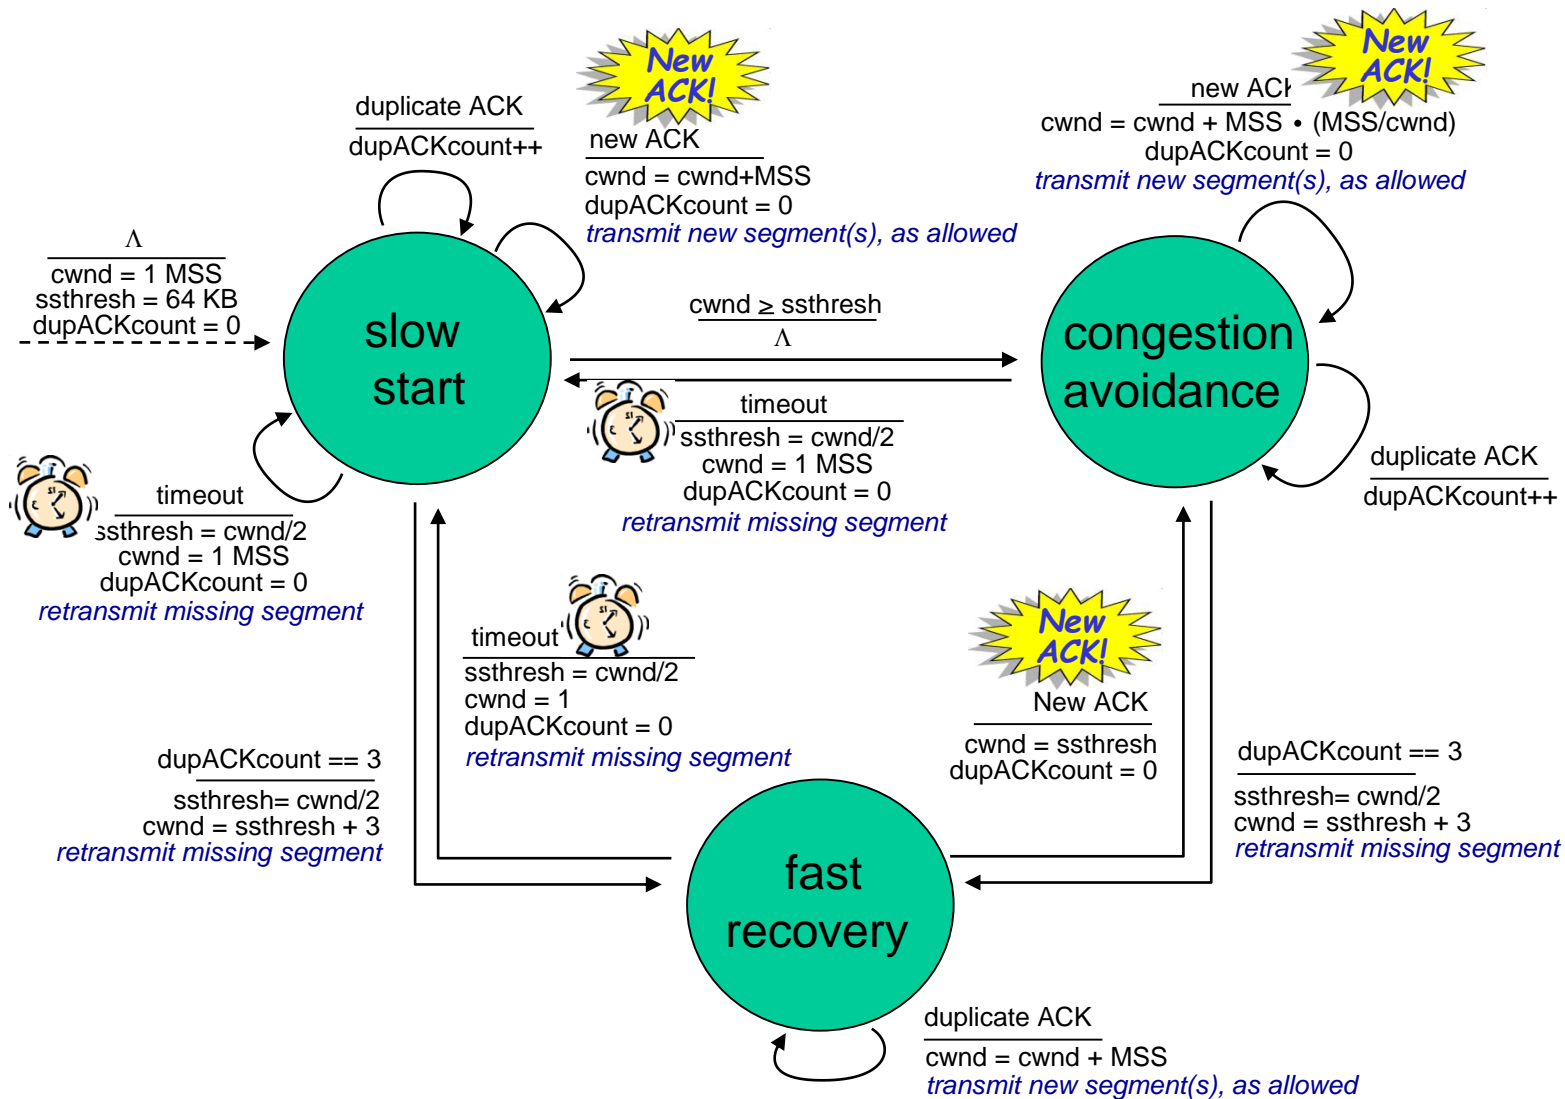 New
ACK!
duplicate ACK
dupACKcount++
new ACK
cwnd = cwnd+MSS
dupACKcount = 0
transmit new segment(s), as allowed
New
ACK!
new ACK
cwnd = cwnd + MSS • (MSS/cwnd)
dupACKcount = 0
transmit new segment(s), as allowed
Λ
cwnd = 1 MSS
ssthresh = 64 KB
dupACKcount = 0
slow
start
cwnd ≥ ssthresh
Λ
congestion
avoidance
timeout
ssthresh = cwnd/2
cwnd = 1 MSS
dupACKcount = 0
retransmit missing segment
duplicate ACK
dupACKcount++
timeout
ssthresh = cwnd/2
cwnd = 1 MSS
dupACKcount = 0
retransmit missing segment
timeout
ssthresh = cwnd/2
cwnd = 1
dupACKcount = 0
retransmit missing segment
New
ACK!
New ACK
cwnd = ssthresh
dupACKcount = 0
dupACKcount == 3
ssthresh= cwnd/2
cwnd = ssthresh + 3
retransmit missing segment
dupACKcount == 3
ssthresh= cwnd/2
cwnd = ssthresh + 3
retransmit missing segment
fast
recovery
duplicate ACK
cwnd = cwnd + MSS
transmit new segment(s), as allowed